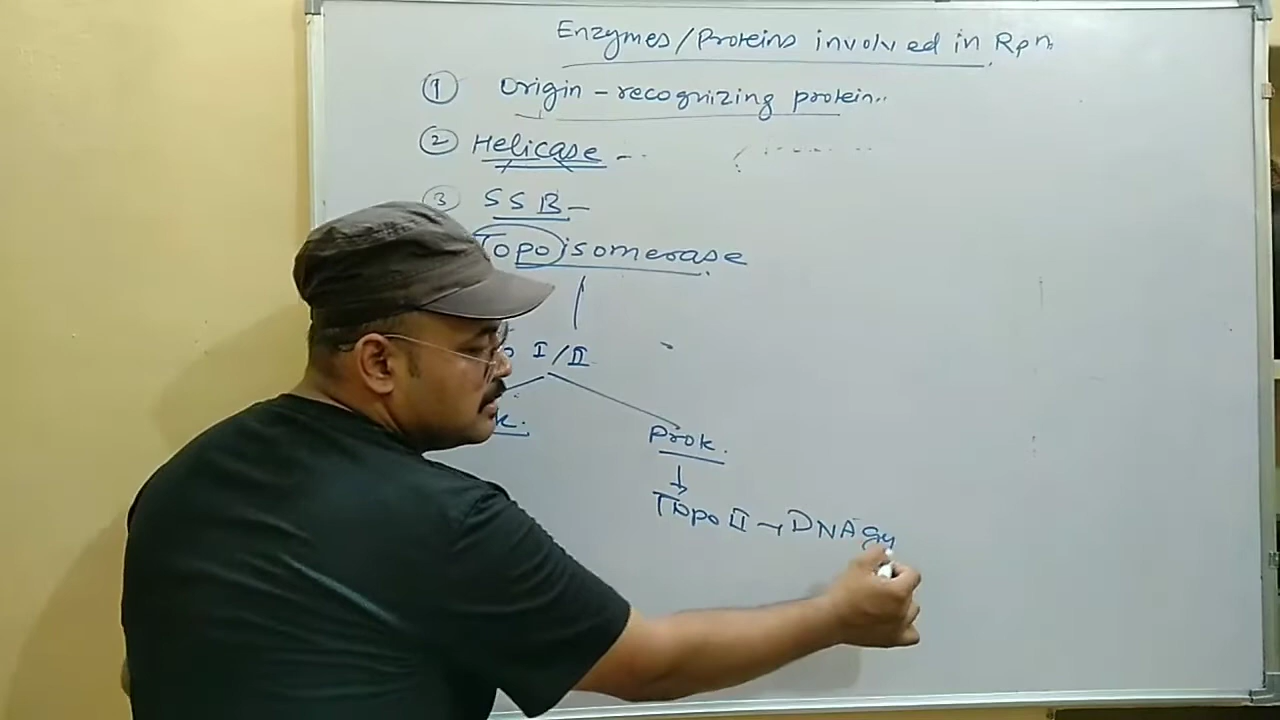 Enzymes/Proteins involved in Rpn.
① Origin - recognizing protein..
② Helicase -..
③ SSB -
Topoisomerase
I/II
k. Prok.
Topo II → DNA Gy